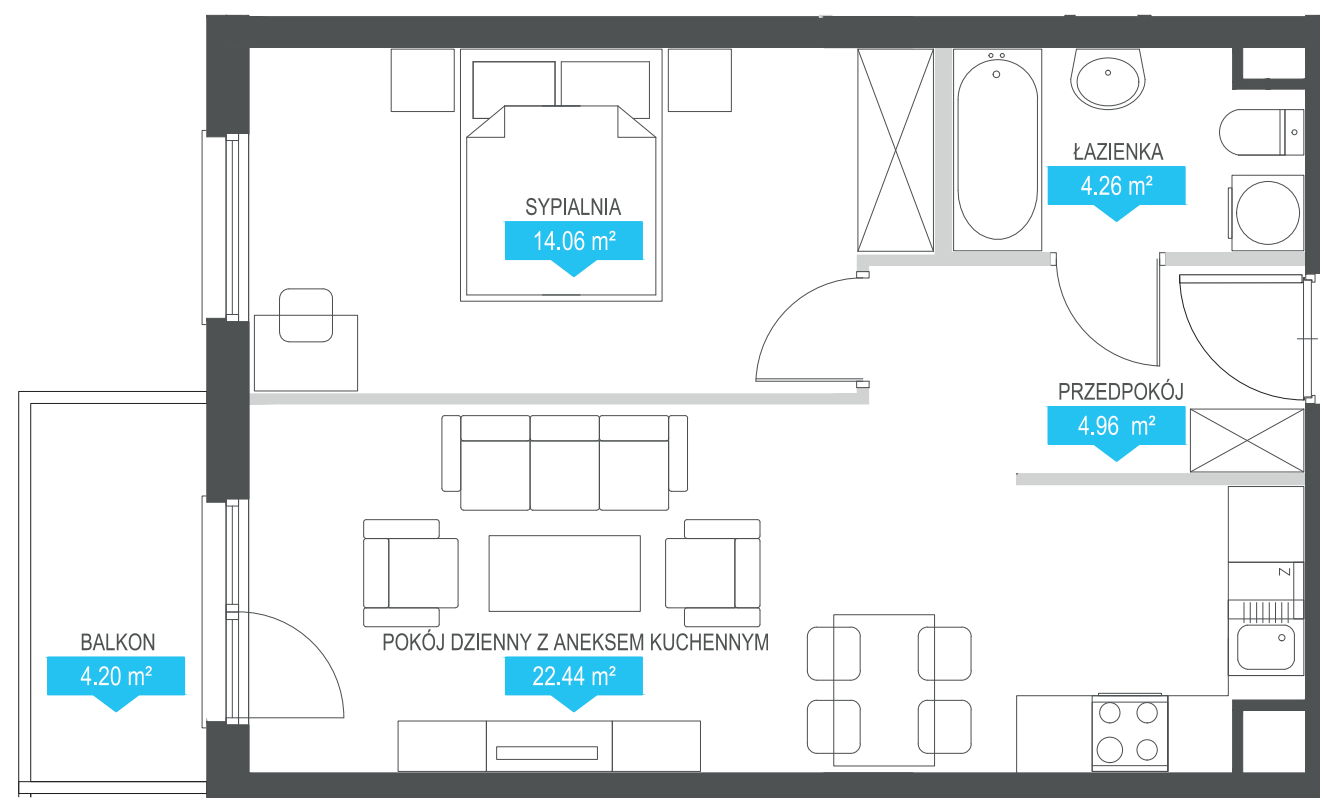 ŁAZIENKA
4.26 m²
SYPIALNIA
14.06 m²
PRZEDPOKÓJ
4.96 m²
Z
BALKON
4.20 m²
POKÓJ DZIENNY Z ANEKSEM KUCHENNYM
22.44 m²